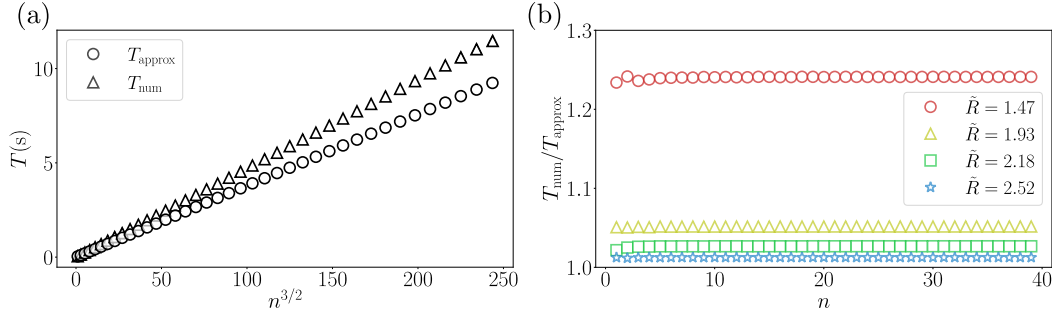 (a)
T(s)
10
5
0
T_approx
T_num
0 50 100 150 200 250
n^{3/2}
(b)
T_num/T_approx
1.3
1.2
1.1
1.0
R̃ = 1.47
R̃ = 1.93
R̃ = 2.18
R̃ = 2.52
0 10 20 30 40
n